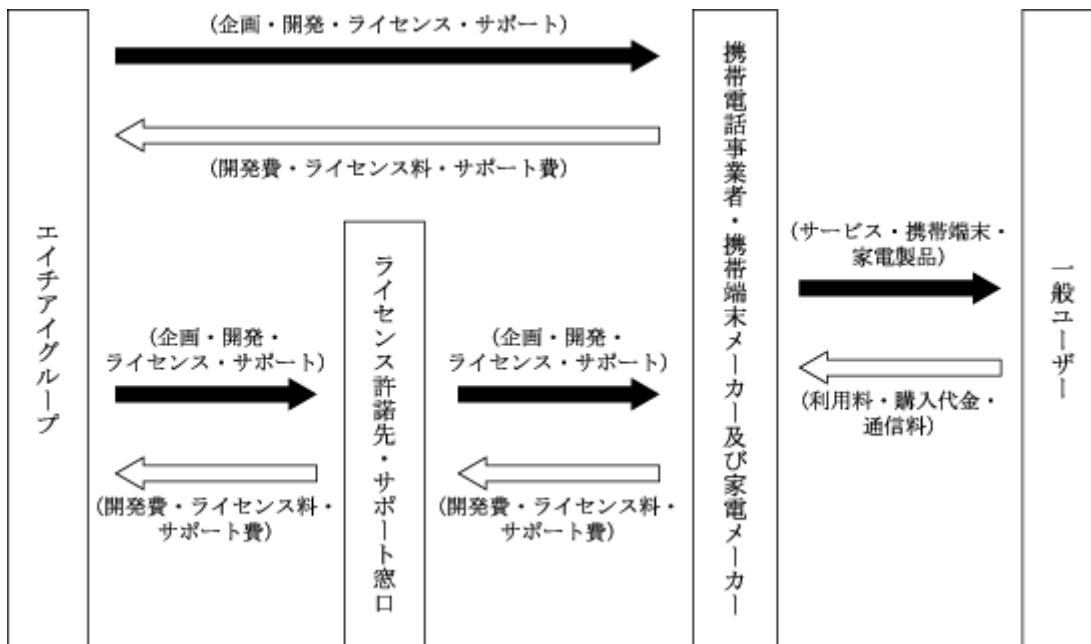 (企画・開発・ライセンス・サポート)
(開発費・ライセンス料・サポート費)
エイチアイグループ
(企画・開発・
ライセンス・サポート)
(開発費・ライセンス料・
サポート費)
ライセンス許諾先・サポート窓口
(企画・開発・
ライセンス・サポート)
(開発費・ライセンス料・
サポート費)
携帯電話事業者・携帯端末メーカー及び家電メーカー
(サービス・携帯端末・
家電製品)
(利用料・購入代金・
通信料)
一般ユーザー